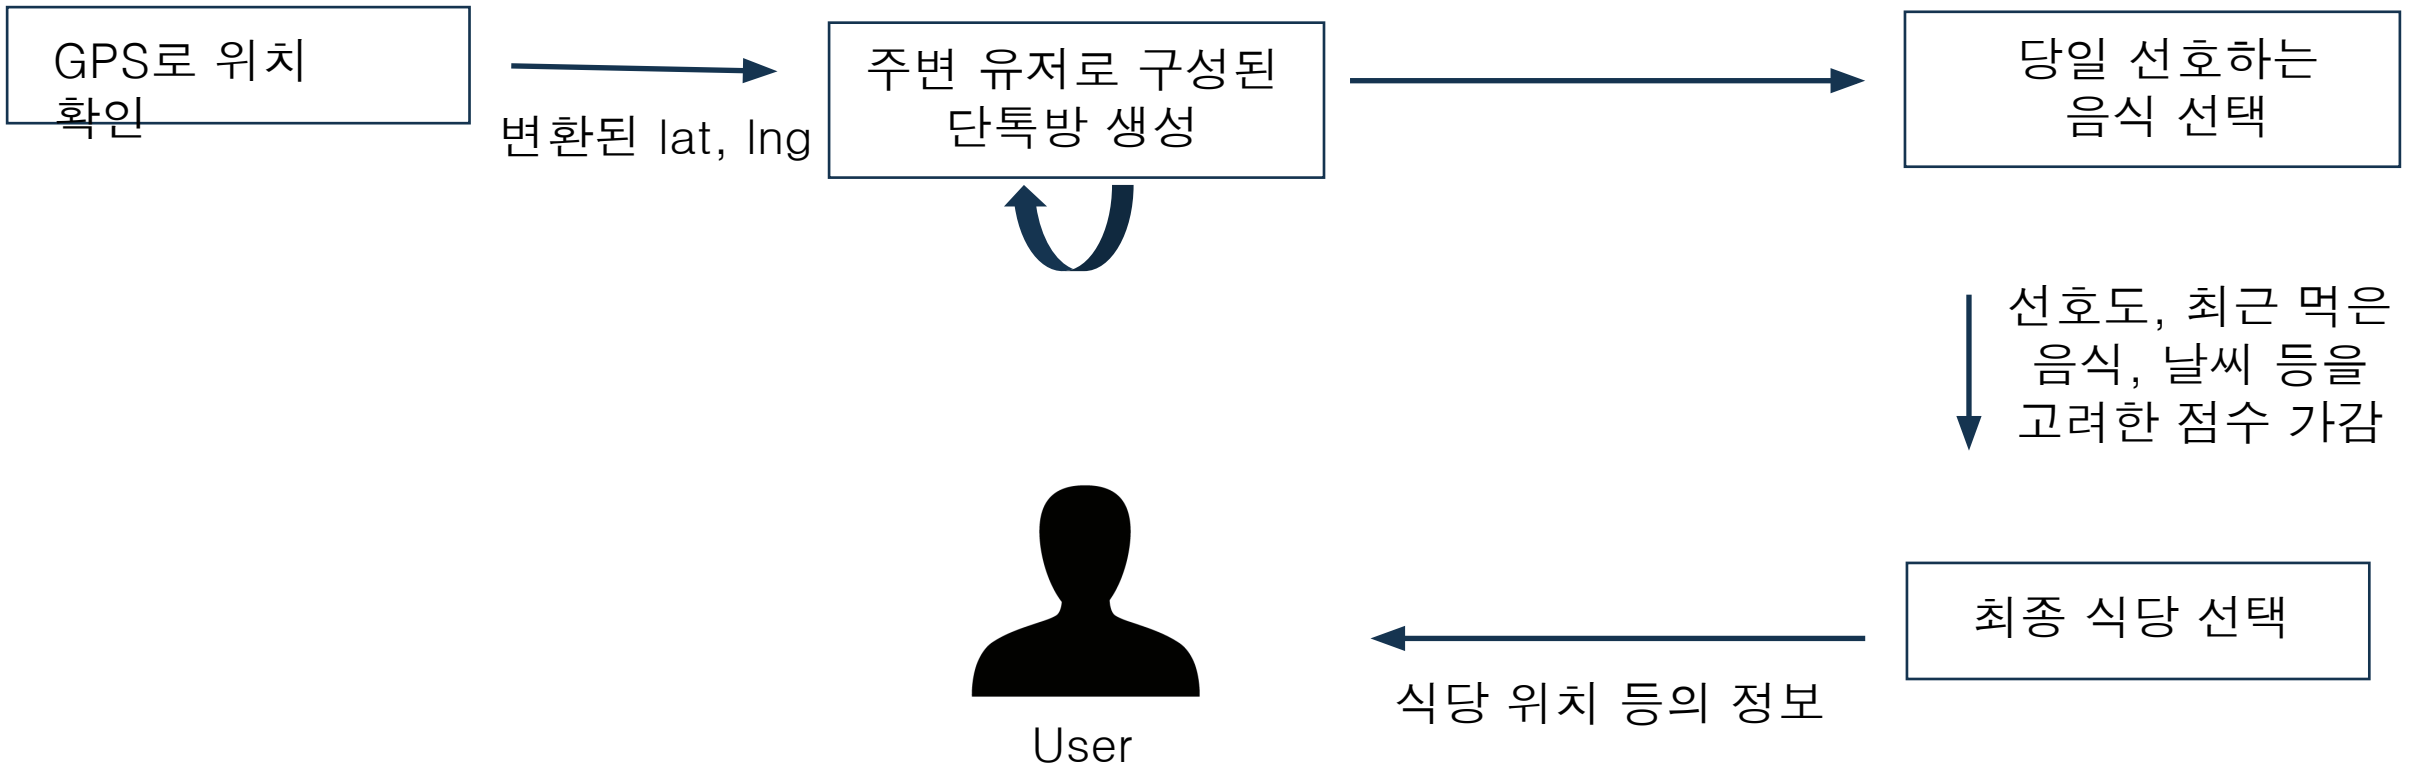 GPS로 위치
확인
변환된 lat, lng
주변 유저로 구성된
단톡방 생성
당일 선호하는
음식 선택
선호도, 최근 먹은
음식, 날씨 등을
고려한 점수 가감
최종 식당 선택
식당 위치 등의 정보
User